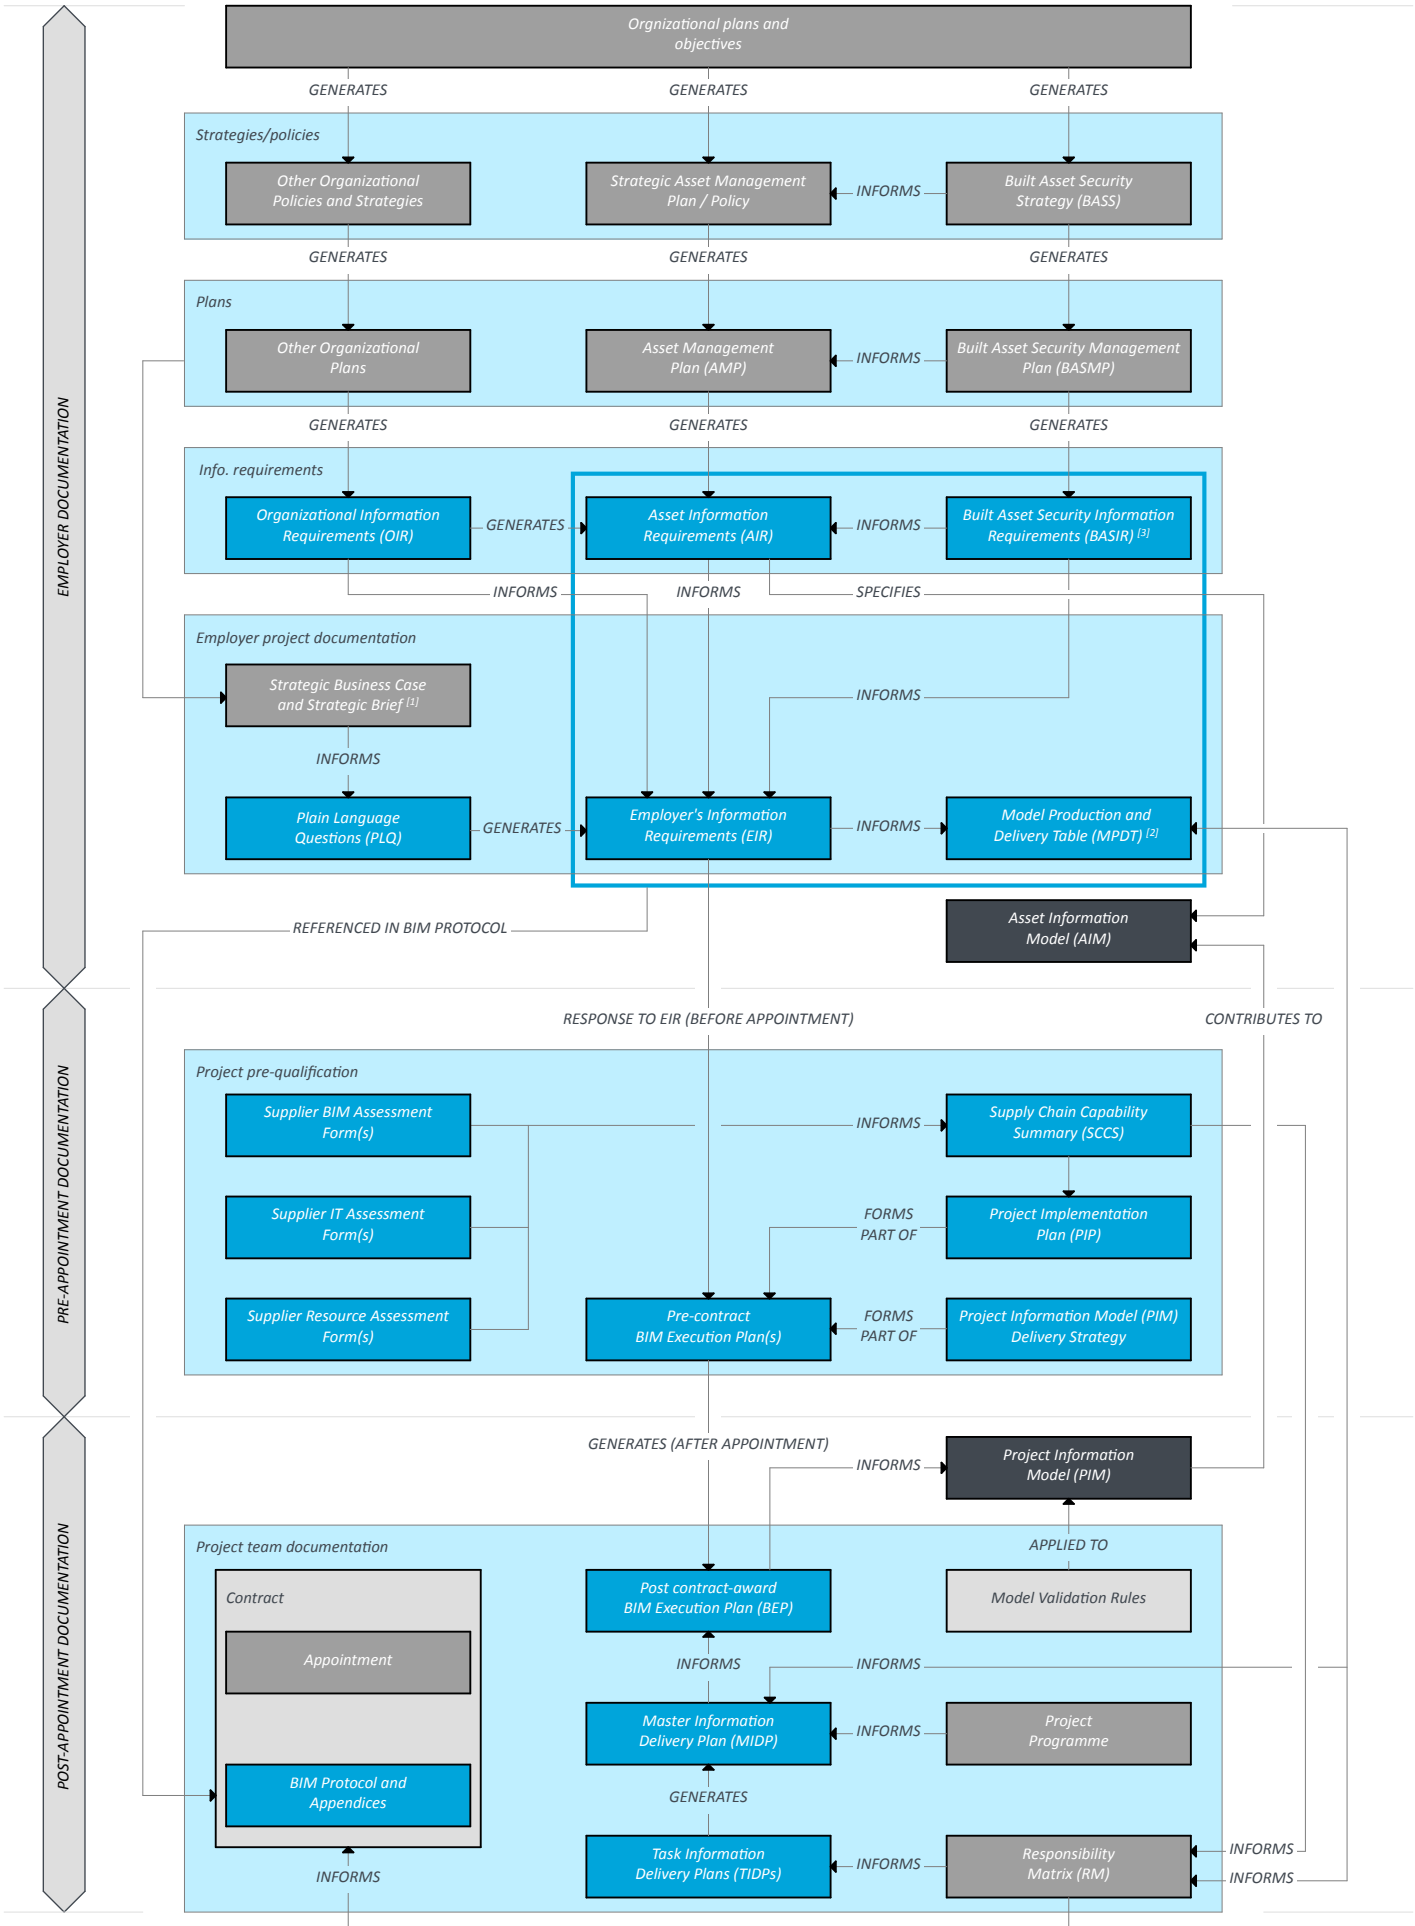 Orgnizational plans and
objectives
GENERATES
GENERATES
GENERATES
Strategies/policies
Other Organizational
Policies and Strategies
Strategic Asset Management
Plan / Policy
INFORMS
Built Asset Security
Strategy (BASS)
GENERATES
GENERATES
GENERATES
Plans
Other Organizational
Plans
Asset Management
Plan (AMP)
INFORMS
Built Asset Security Management
Plan (BASMP)
GENERATES
GENERATES
GENERATES
EMPLOYER DOCUMENTATION
Info. requirements
Organizational Information
Requirements (OIR)
GENERATES
Asset Information
Requirements (AIR)
INFORMS
Built Asset Security Information
Requirements (BASIR) [3]
INFORMS
INFORMS
SPECIFIES
Employer project documentation
Strategic Business Case
and Strategic Brief [1]
INFORMS
INFORMS
Plain Language
Questions (PLQ)
GENERATES
Employer's Information
Requirements (EIR)
INFORMS
Model Production and
Delivery Table (MPDT) [2]
REFERENCED IN BIM PROTOCOL
Asset Information
Model (AIM)
RESPONSE TO EIR (BEFORE APPOINTMENT)
CONTRIBUTES TO
PRE-APPOINTMENT DOCUMENTATION
Project pre-qualification
Supplier BIM Assessment
Form(s)
INFORMS
Supply Chain Capability
Summary (SCCS)
Supplier IT Assessment
Form(s)
FORMS
PART OF
Project Implementation
Plan (PIP)
Supplier Resource Assessment
Form(s)
Pre-contract
BIM Execution Plan(s)
FORMS
PART OF
Project Information Model (PIM)
Delivery Strategy
GENERATES (AFTER APPOINTMENT)
INFORMS
Project Information
Model (PIM)
POST-APPOINTMENT DOCUMENTATION
Project team documentation
APPLIED TO
Contract
Post contract-award
BIM Execution Plan (BEP)
Model Validation Rules
Appointment
INFORMS
INFORMS
Master Information
Delivery Plan (MIDP)
INFORMS
Project
Programme
BIM Protocol and
Appendices
GENERATES
Task Information
Delivery Plans (TIDPs)
INFORMS
Responsibility
Matrix (RM)
INFORMS
INFORMS
INFORMS